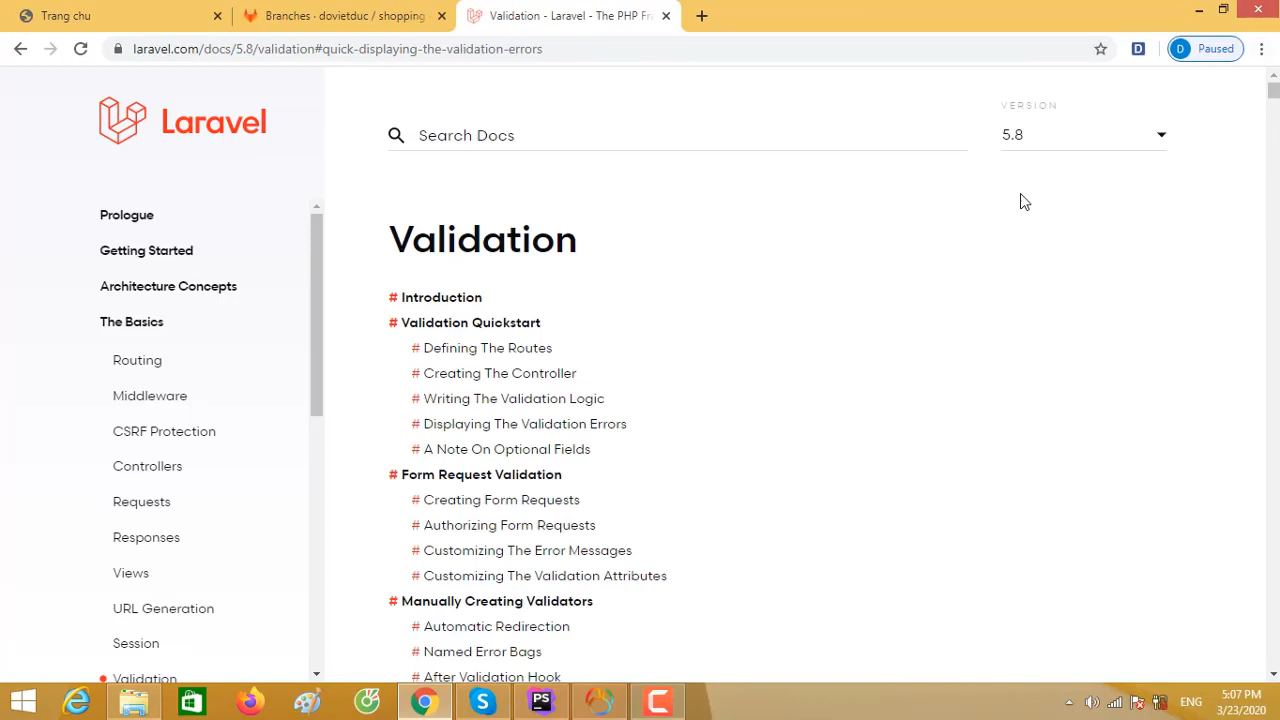 Trang chu
Branches · dovietduc / shopping
Validation - Laravel - The PHP Fra
laravel.com/docs/5.8/validation#quick-displaying-the-validation-errors
D
D
Paused
Laravel
Search Docs
VERSION
5.8
Prologue
Getting Started
Architecture Concepts
The Basics
Routing
Middleware
CSRF Protection
Controllers
Requests
Responses
Views
URL Generation
Session
Validation
Validation
# Introduction
# Validation Quickstart
# Defining The Routes
# Creating The Controller
# Writing The Validation Logic
# Displaying The Validation Errors
# A Note On Optional Fields
# Form Request Validation
# Creating Form Requests
# Authorizing Form Requests
# Customizing The Error Messages
# Customizing The Validation Attributes
# Manually Creating Validators
# Automatic Redirection
# Named Error Bags
# After Validation Hook
PS
ENG
5:07 PM
3/23/2020